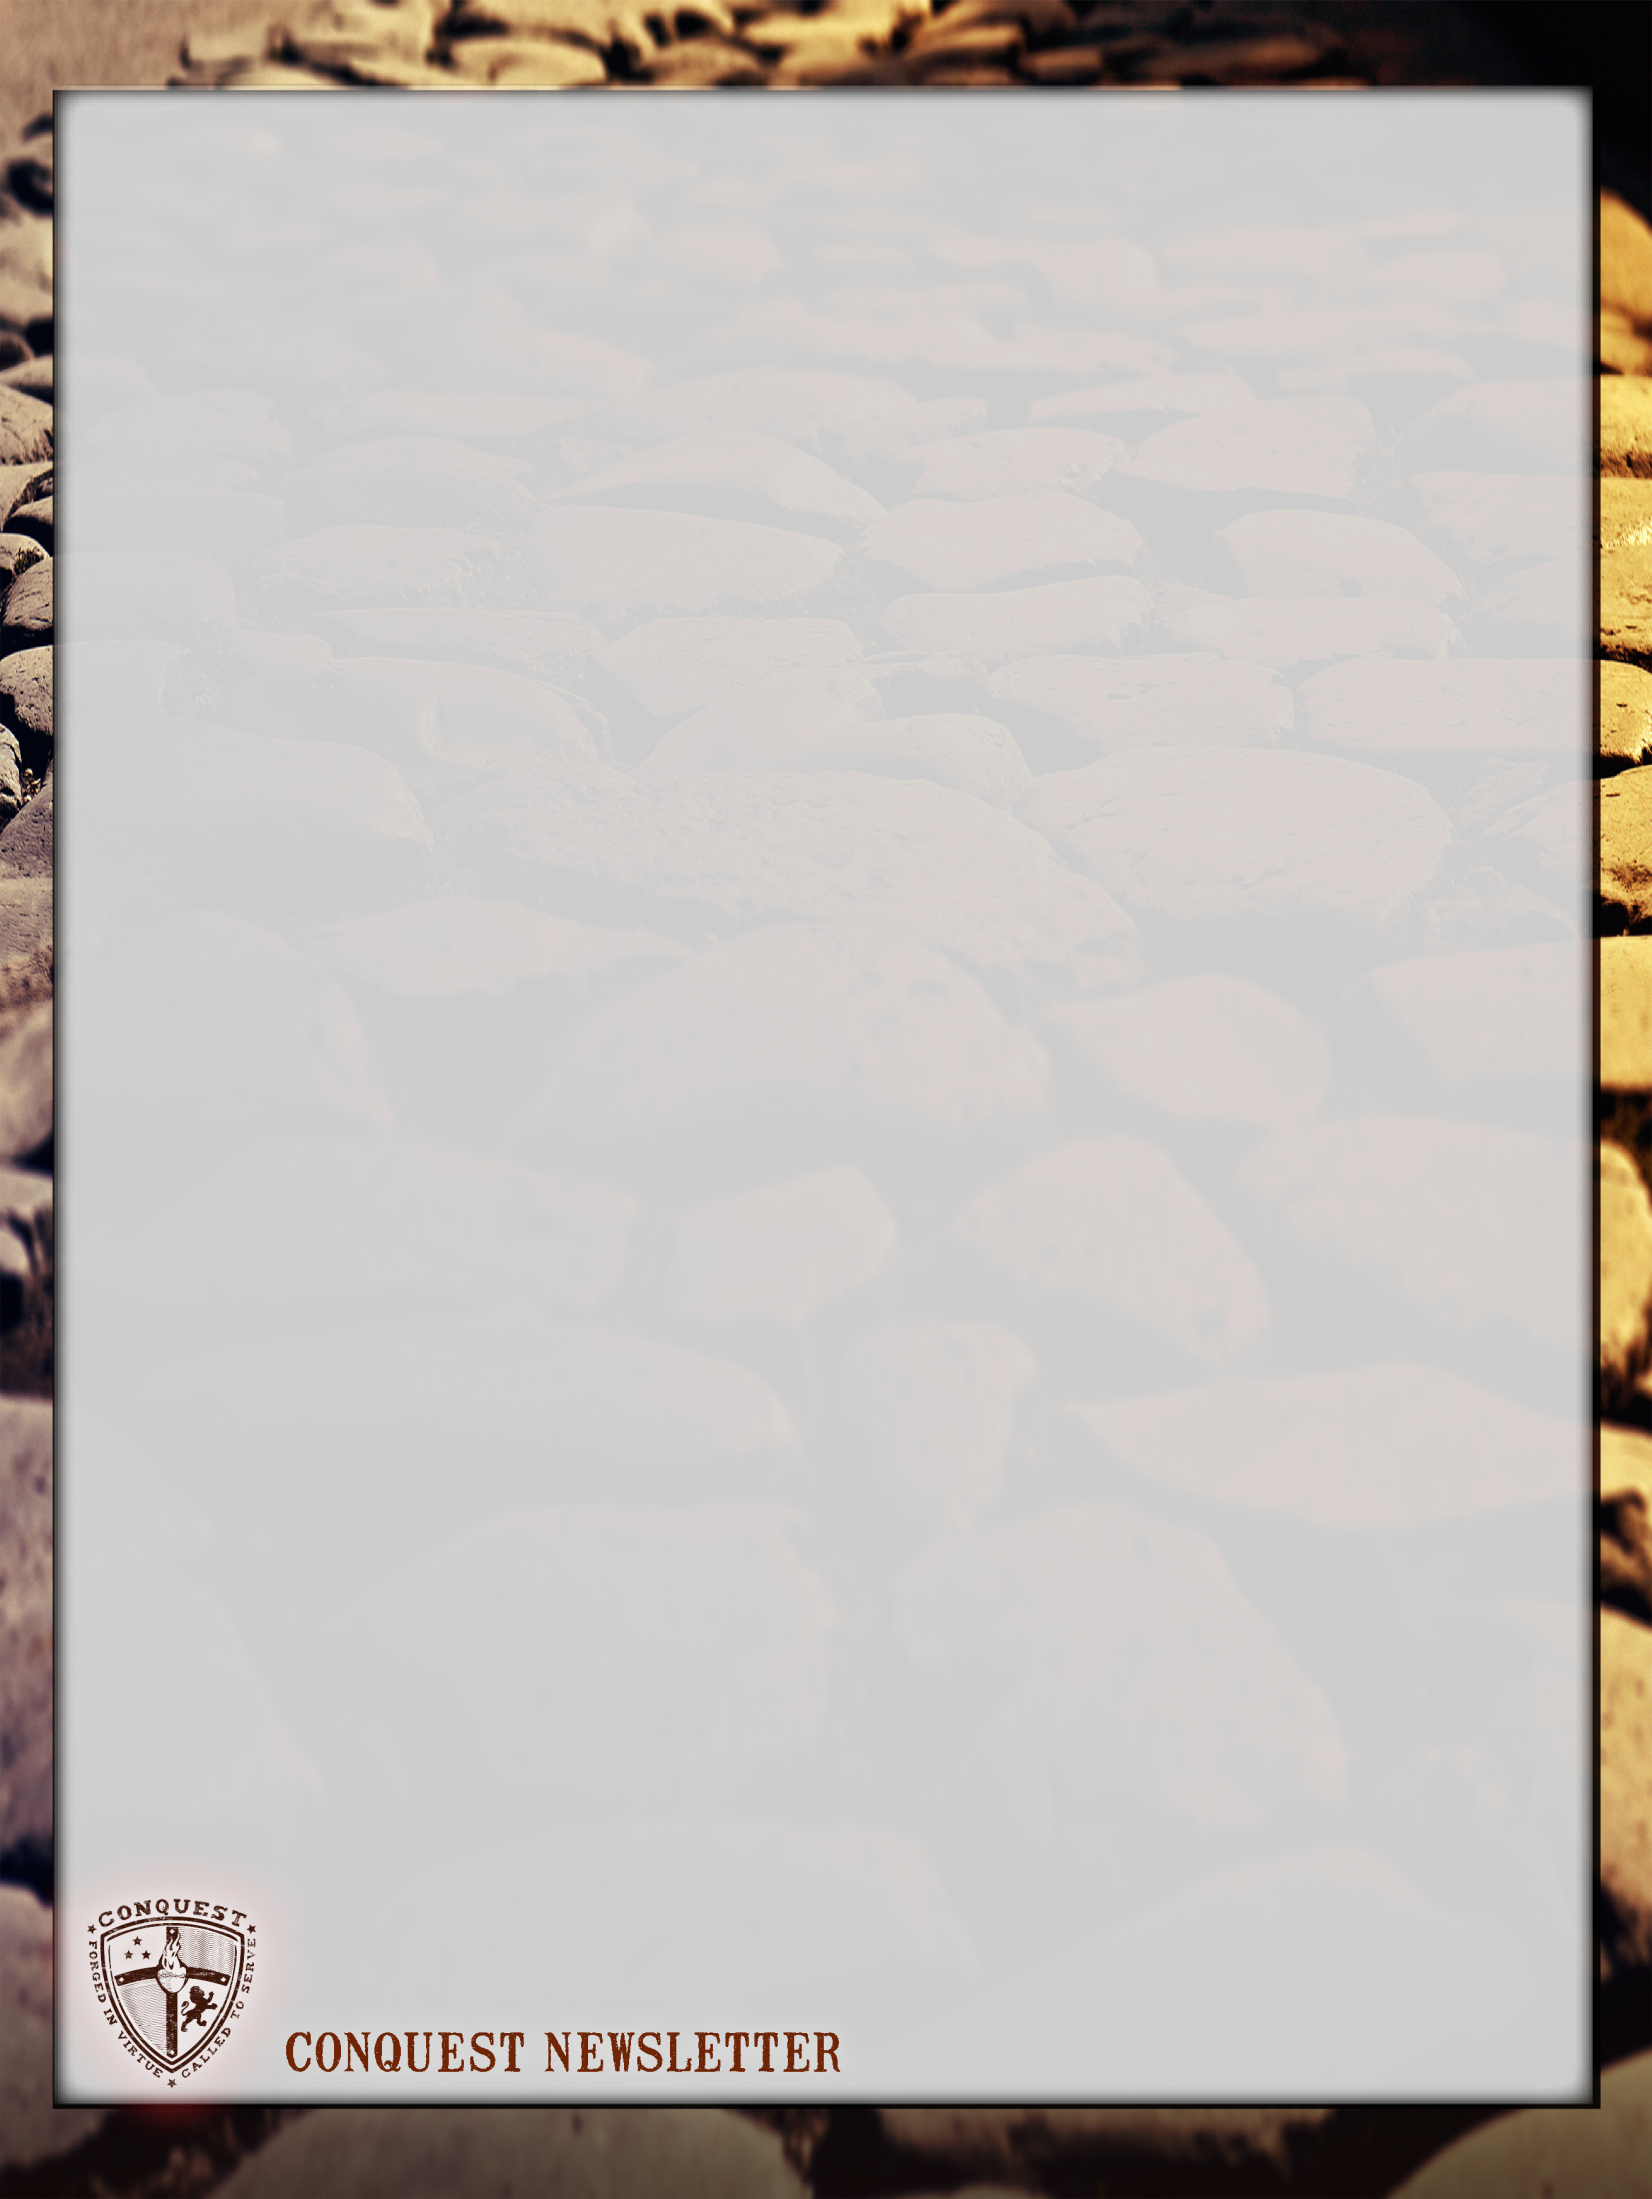 CONQUEST
FORGED IN VIRTUE
CALLED TO SERVE
CONQUEST NEWSLETTER